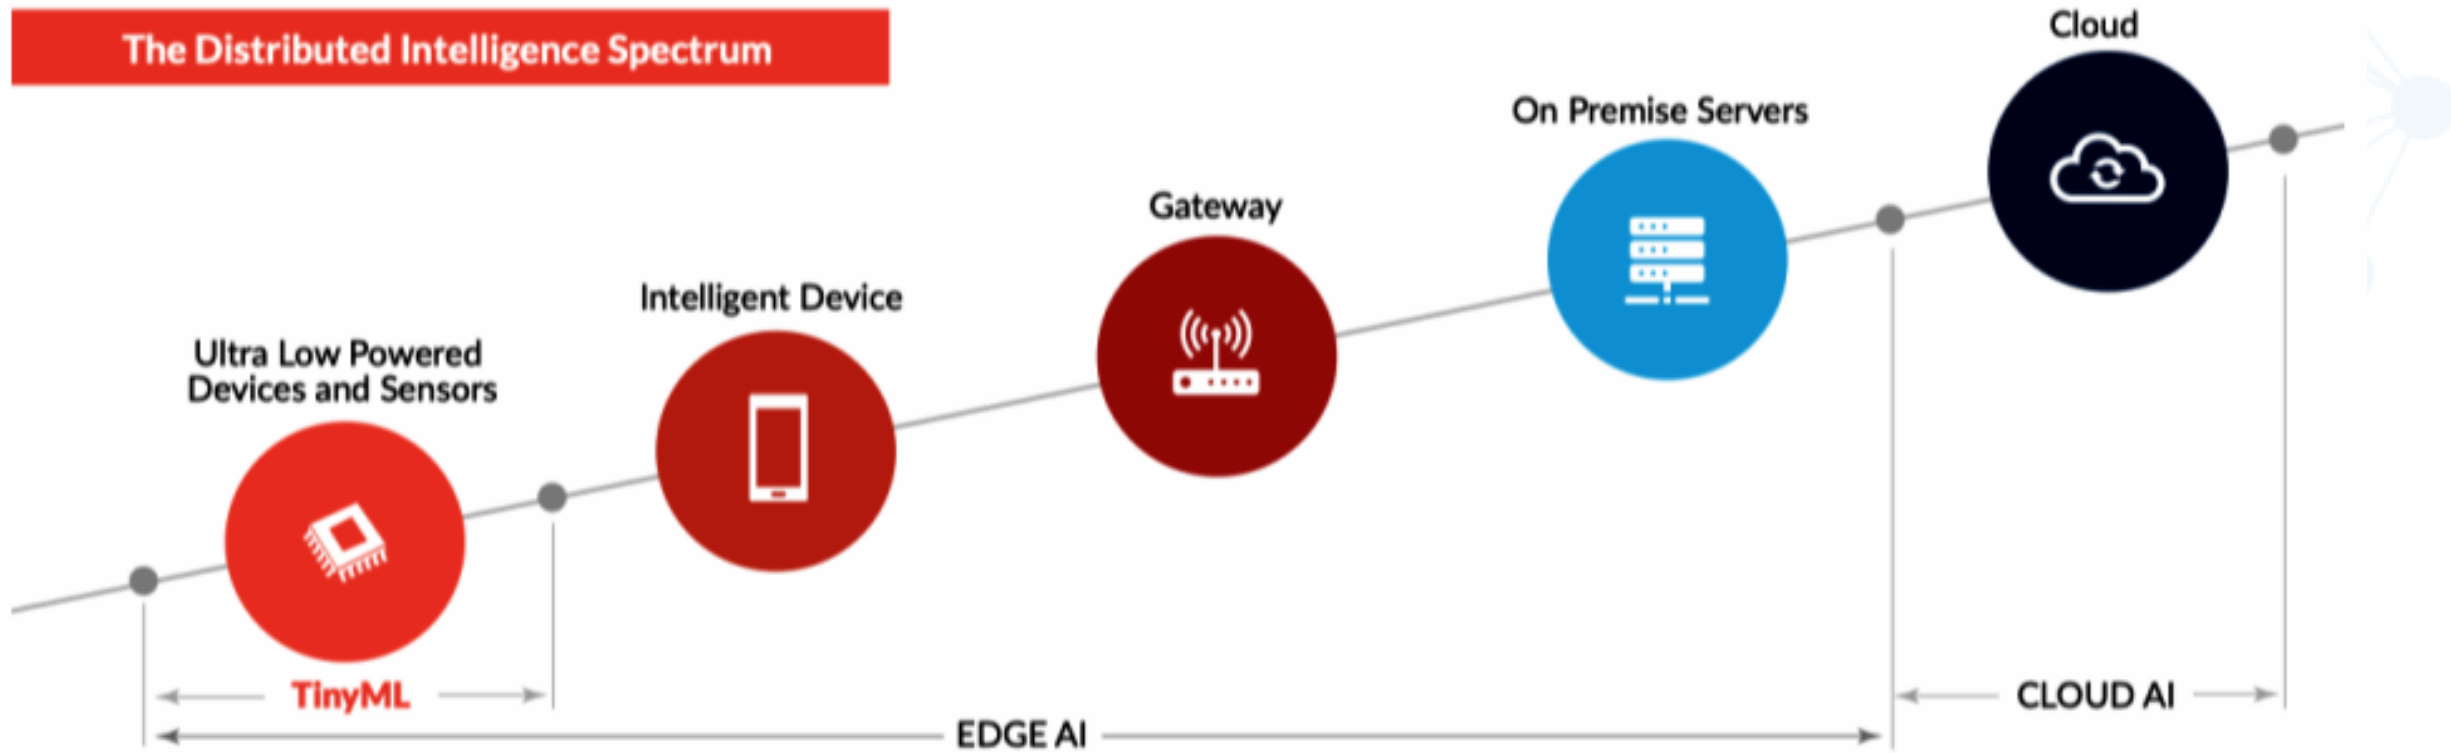 The Distributed Intelligence Spectrum
Cloud
On Premise Servers
Gateway
Intelligent Device
Ultra Low Powered
Devices and Sensors
TinyML
CLOUD AI
EDGE AI